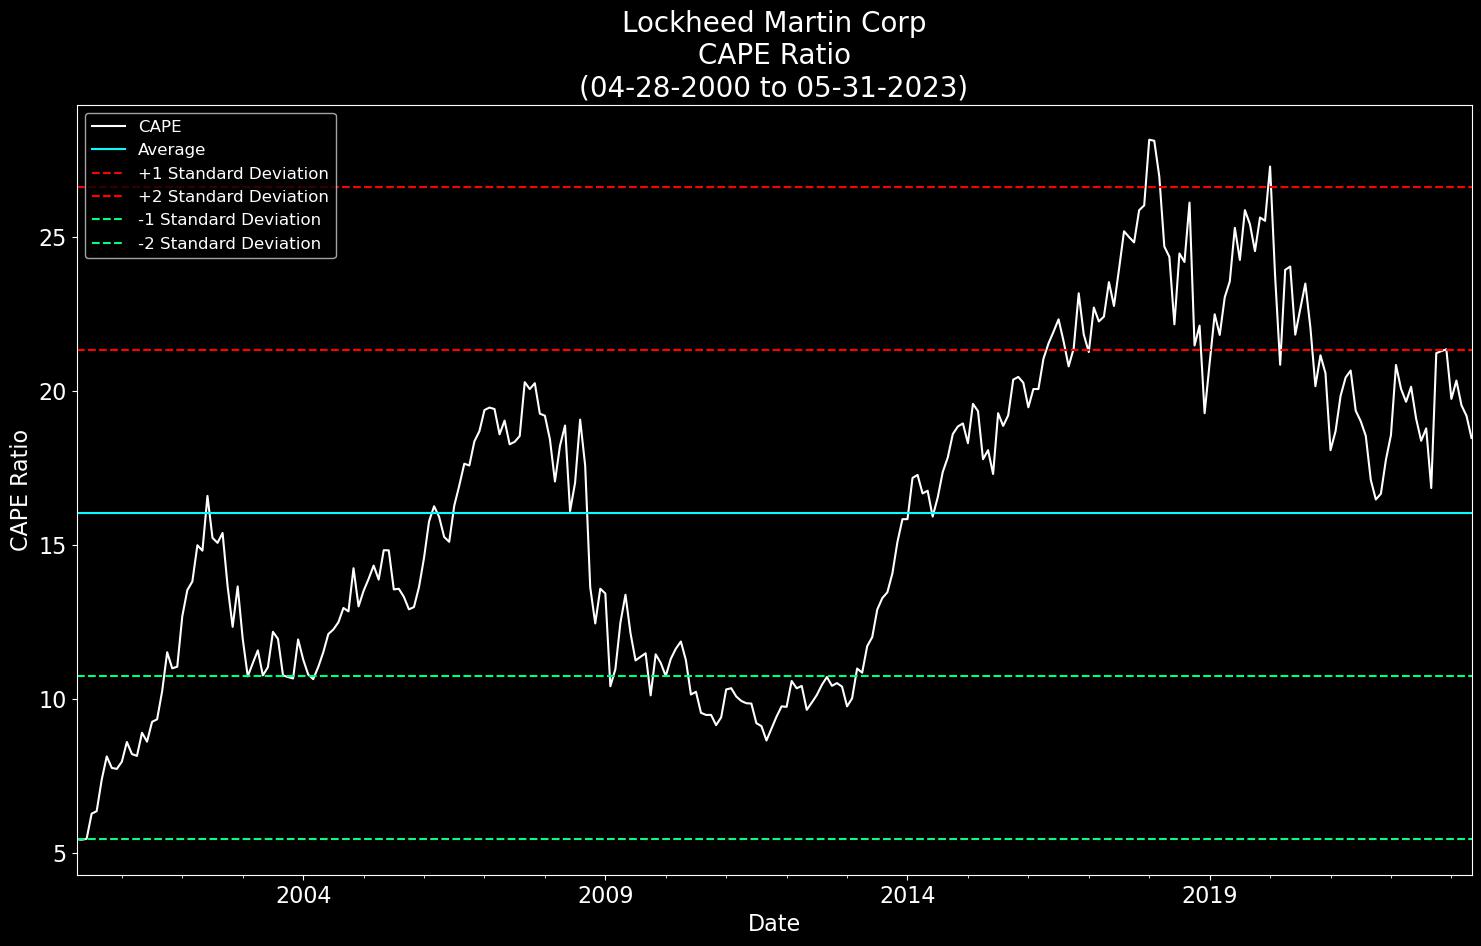 Lockheed Martin Corp
CAPE Ratio
(04-28-2000 to 05-31-2023)
CAPE
Average
+1 Standard Deviation
+2 Standard Deviation
-1 Standard Deviation
-2 Standard Deviation
CAPE Ratio
25
20
15
10
5
2004
2009
2014
2019
Date